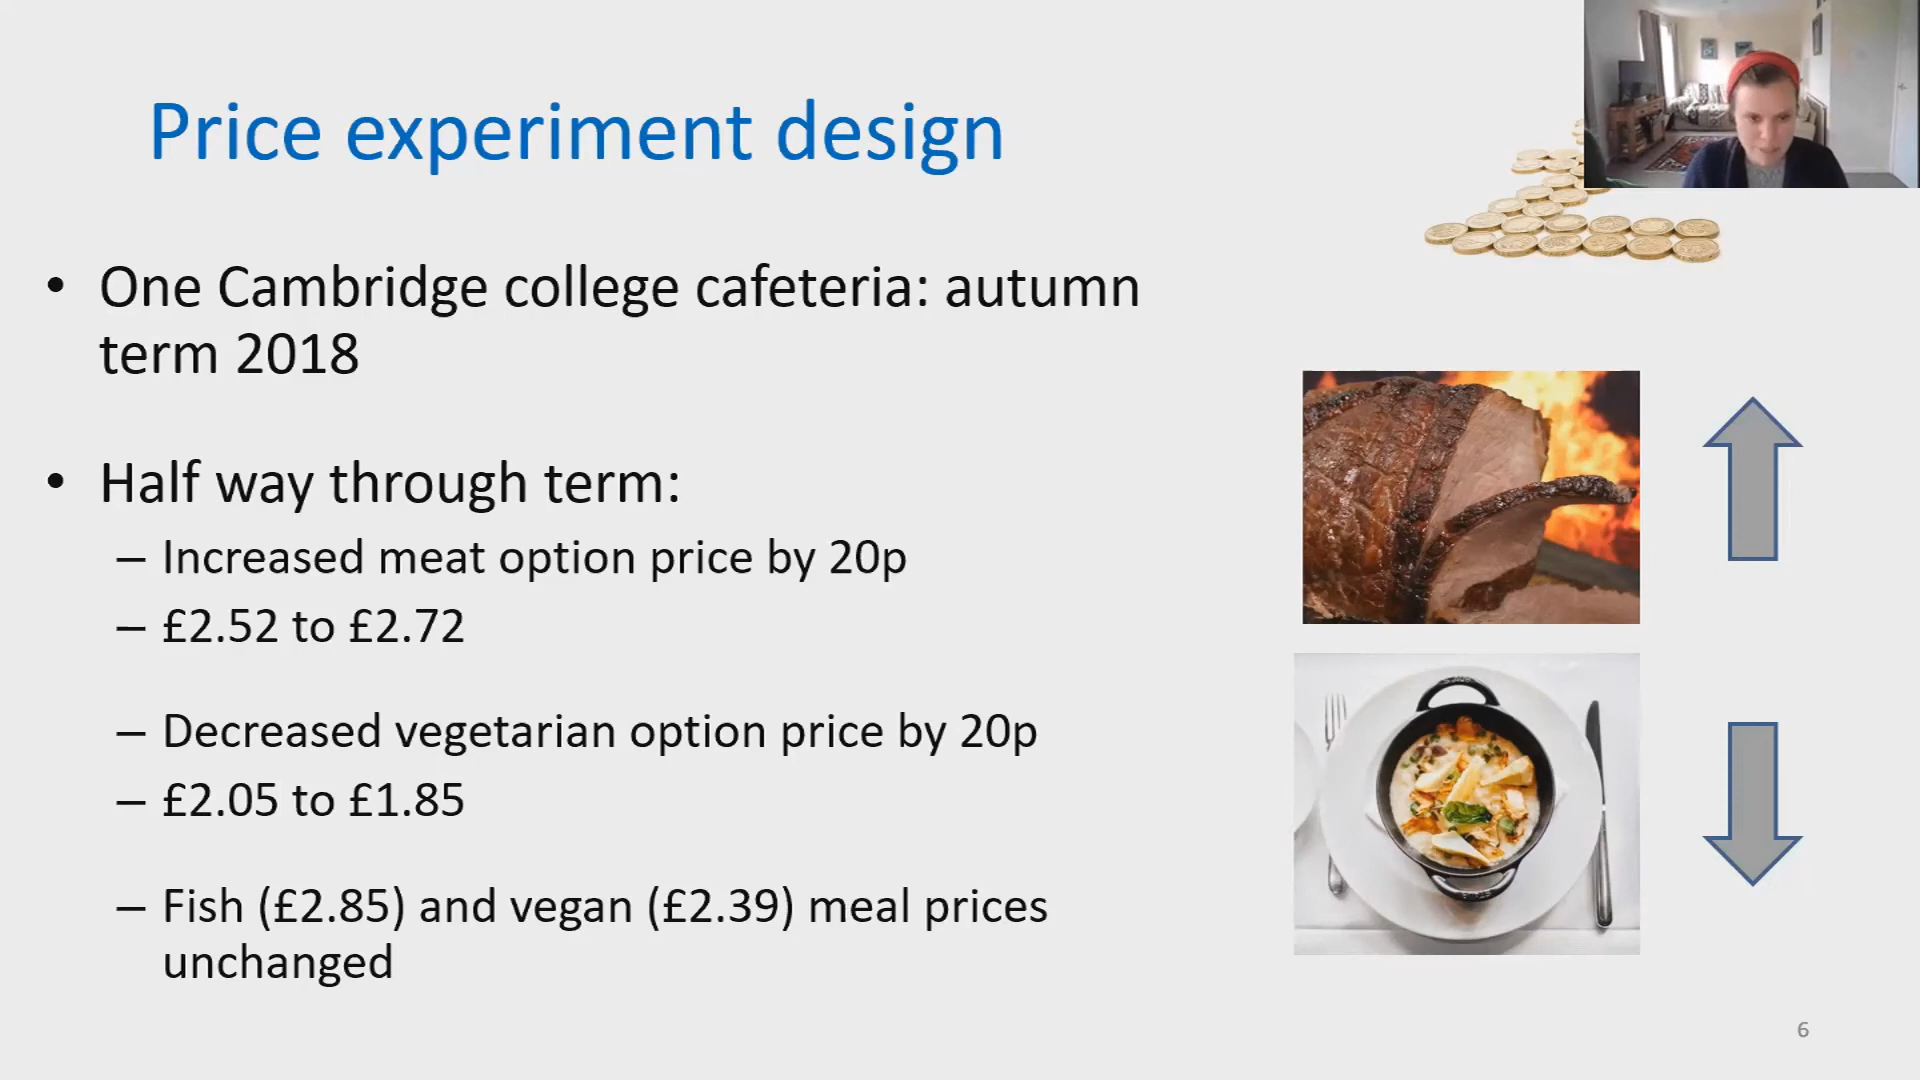 Price experiment design
• One Cambridge college cafeteria: autumn
term 2018
• Half way through term:
– Increased meat option price by 20p
– £2.52 to £2.72
– Decreased vegetarian option price by 20p
– £2.05 to £1.85
– Fish (£2.85) and vegan (£2.39) meal prices
unchanged
6